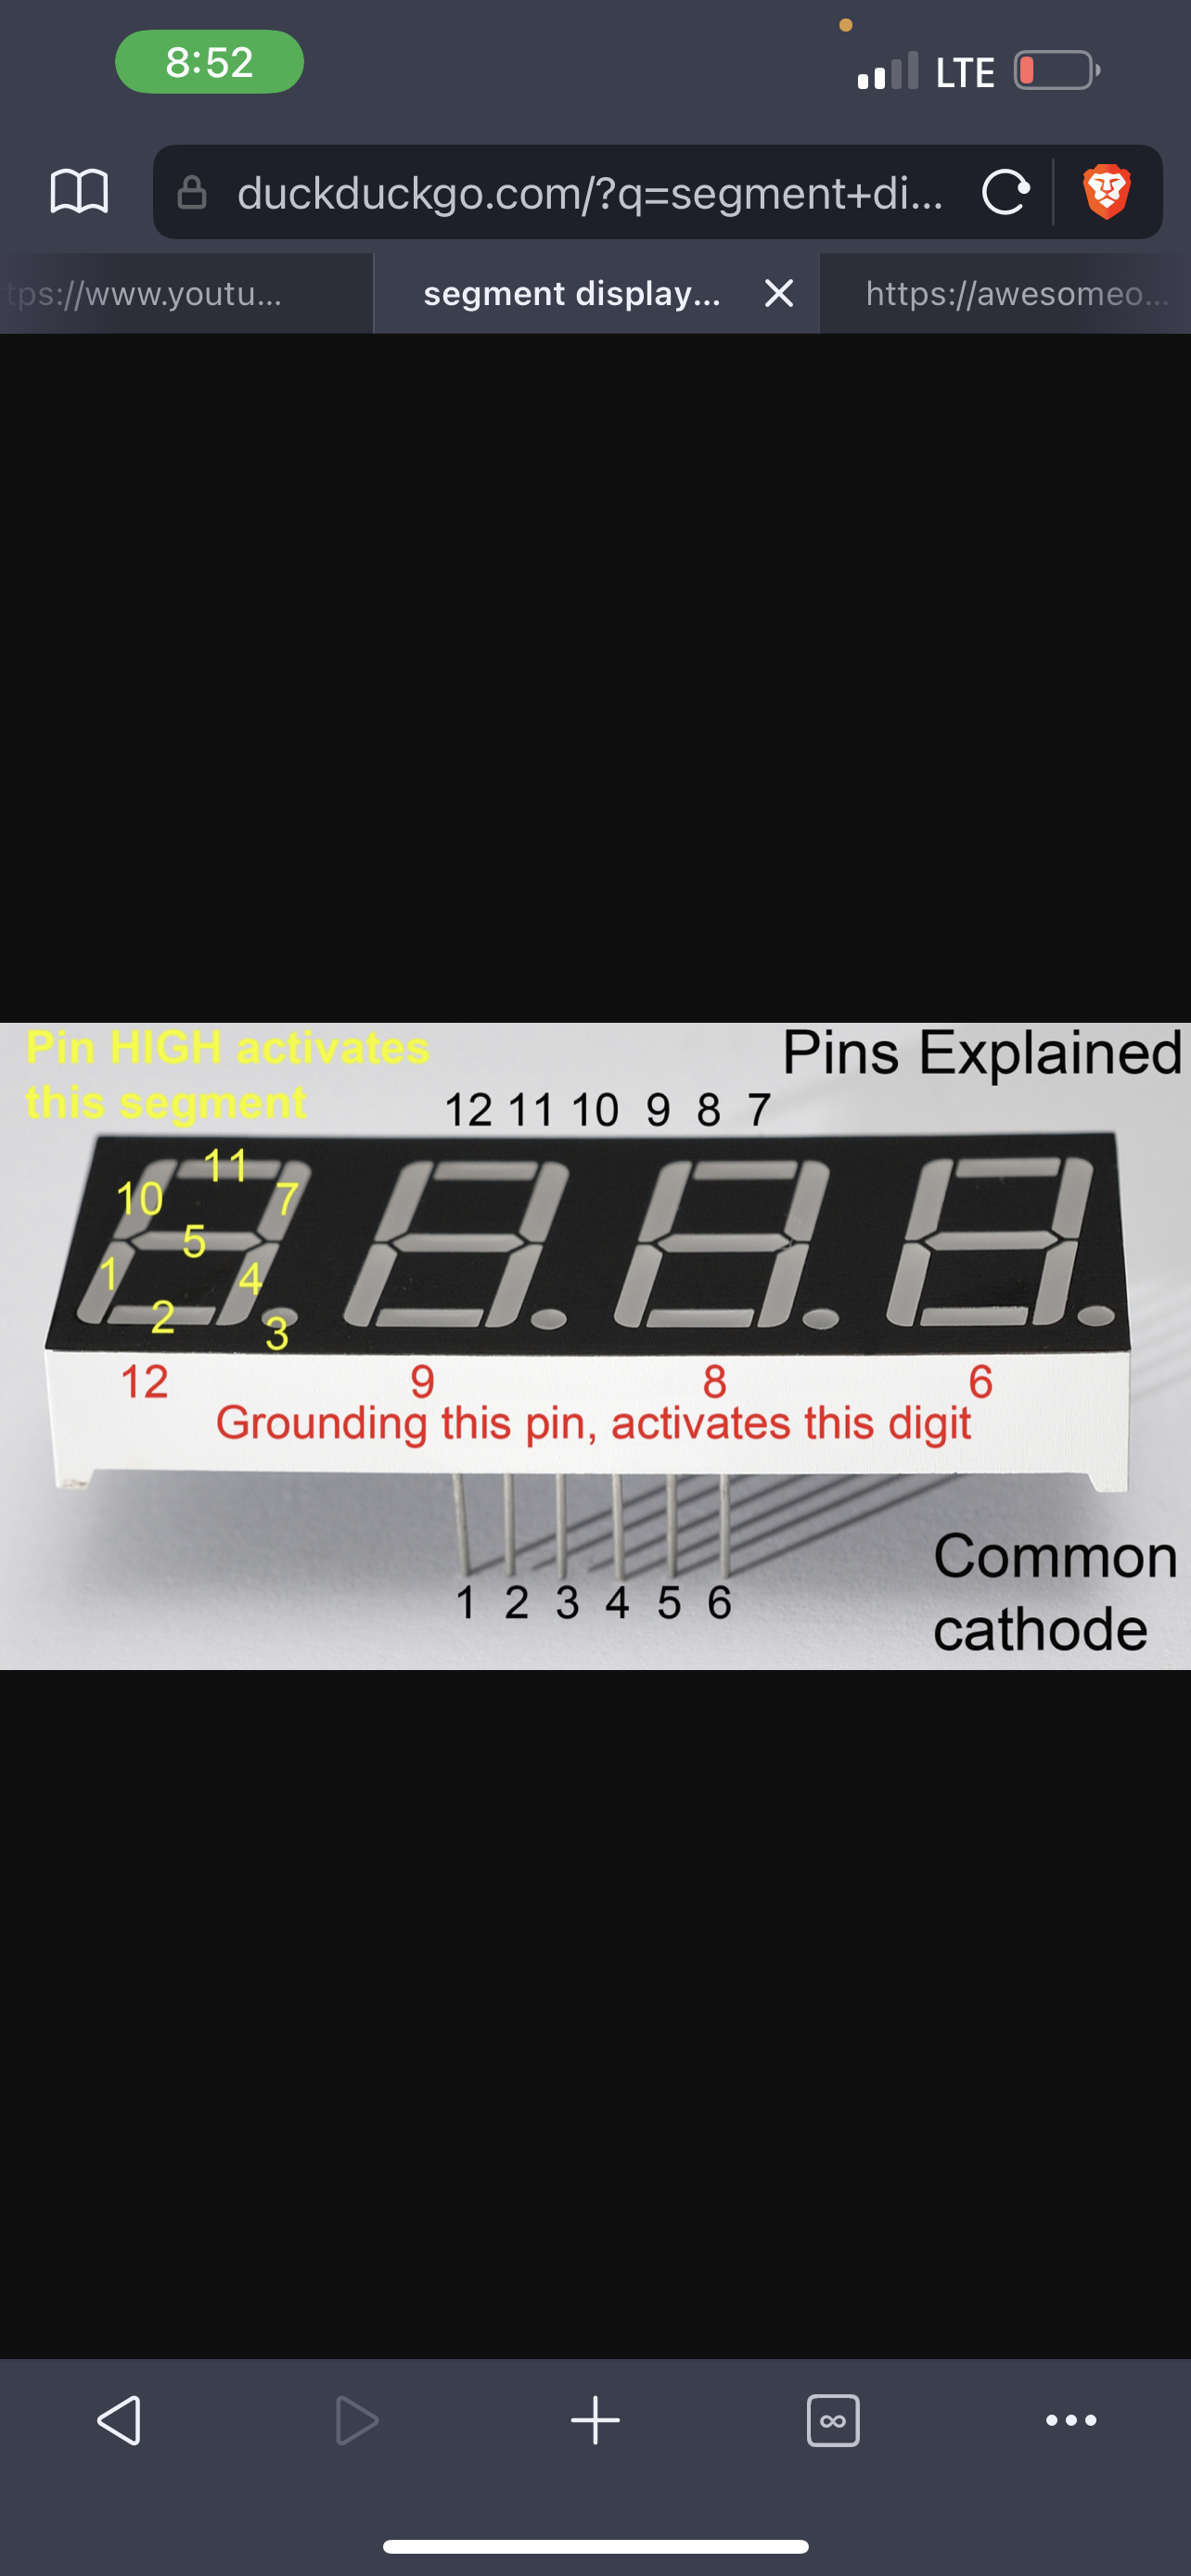 8:52
LTE
duckduckgo.com/?q=segment+di...
tps://www.youtu...
segment display...
https://awesomeo...
Pin HIGH activates
this segment
Pins Explained
12 11 10 9 8 7
11
10
7
5
1
4
2
3
12 9 8 6
Grounding this pin, activates this digit
1 2 3 4 5 6
Common
cathode